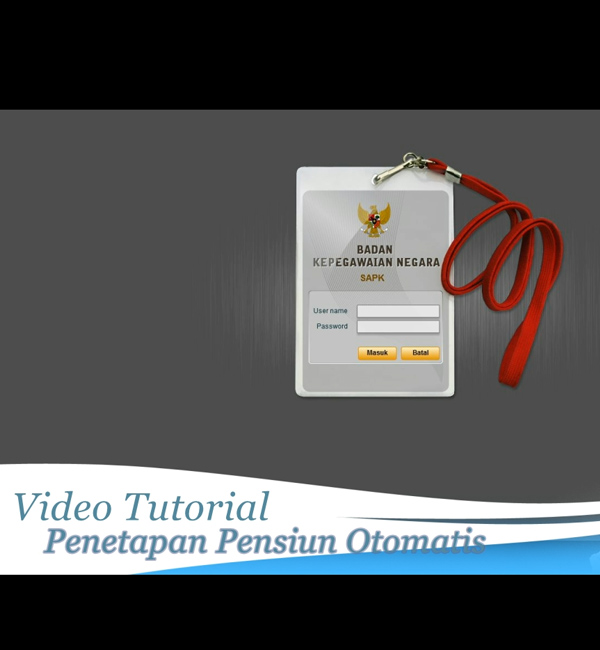 BADAN
KEPEGAWAIAN NEGARA
SAPK
User name
Password
Masuk Batal
Video Tutorial
Penetapan Pensiun Otomatis